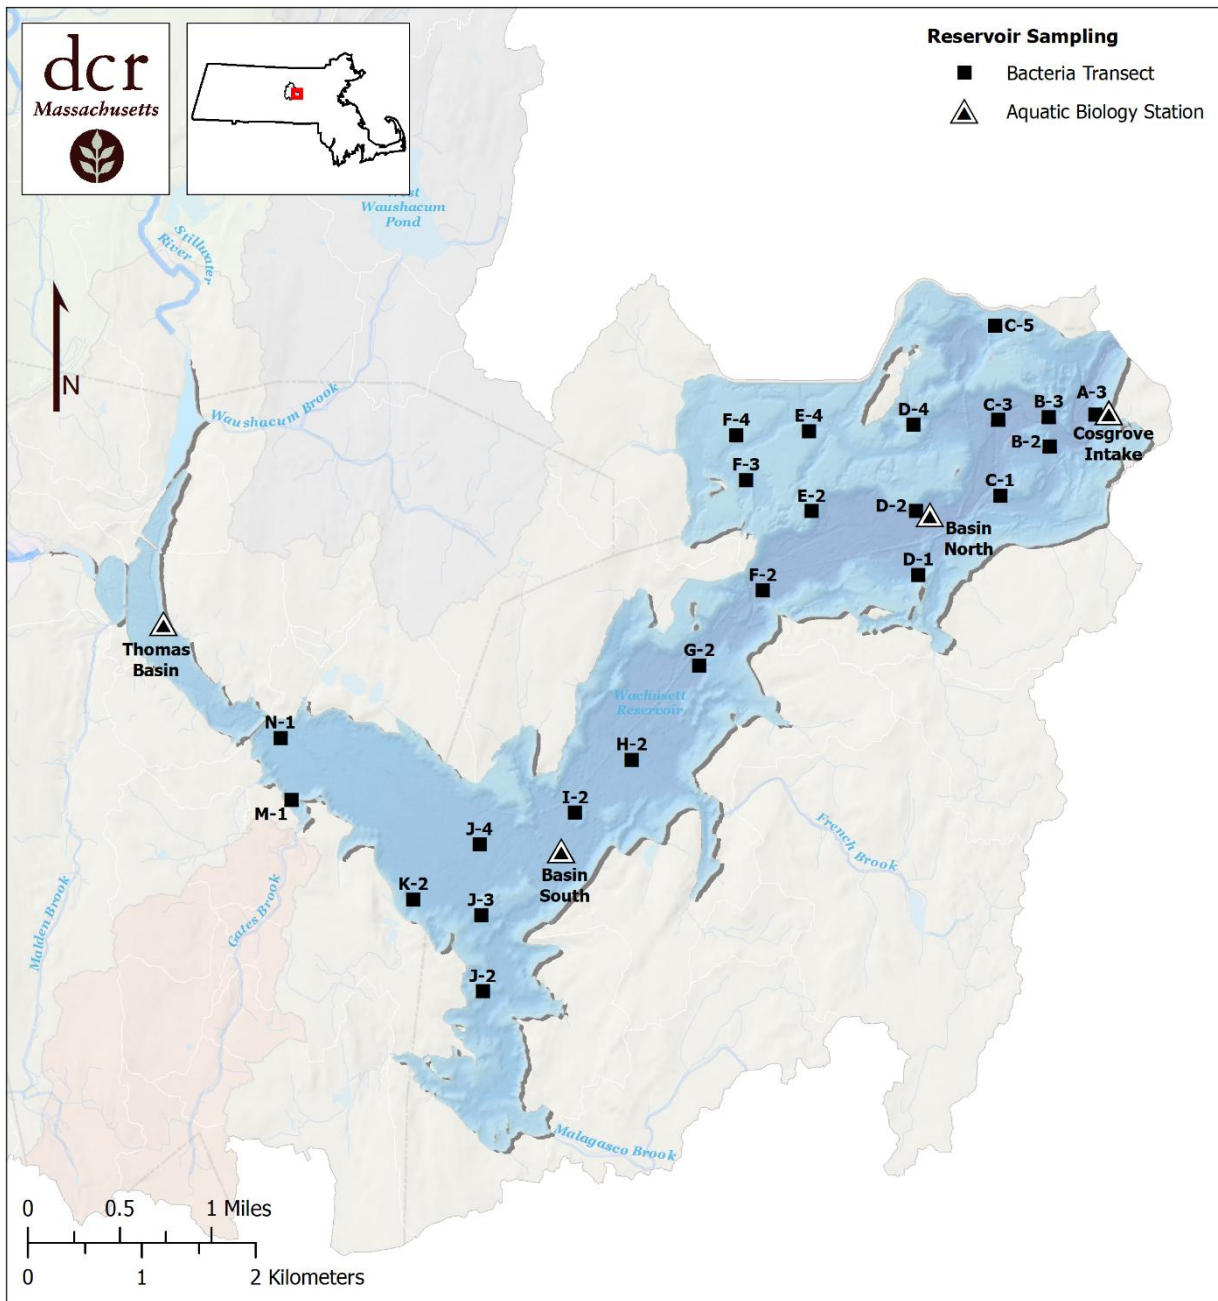 dcr
Massachusetts
Reservoir Sampling
Bacteria Transect
Aquatic Biology Station
West
Waushacum
Pond
Stillwater
River
N
Waushacum Brook
C-5
A-3
B-3
C-3
D-4
E-4
F-4
Cosgrove
Intake
B-2
F-3
C-1
E-2
D-2
Basin
North
D-1
F-2
Thomas
Basin
G-2
Wachusett
Reservoir
N-1
H-2
M-1
I-2
J-4
French Brook
Basin
South
K-2
J-3
Malden Brook
Gates Brook
J-2
Malagasco Brook
0 0.5 1 Miles
0 1 2 Kilometers